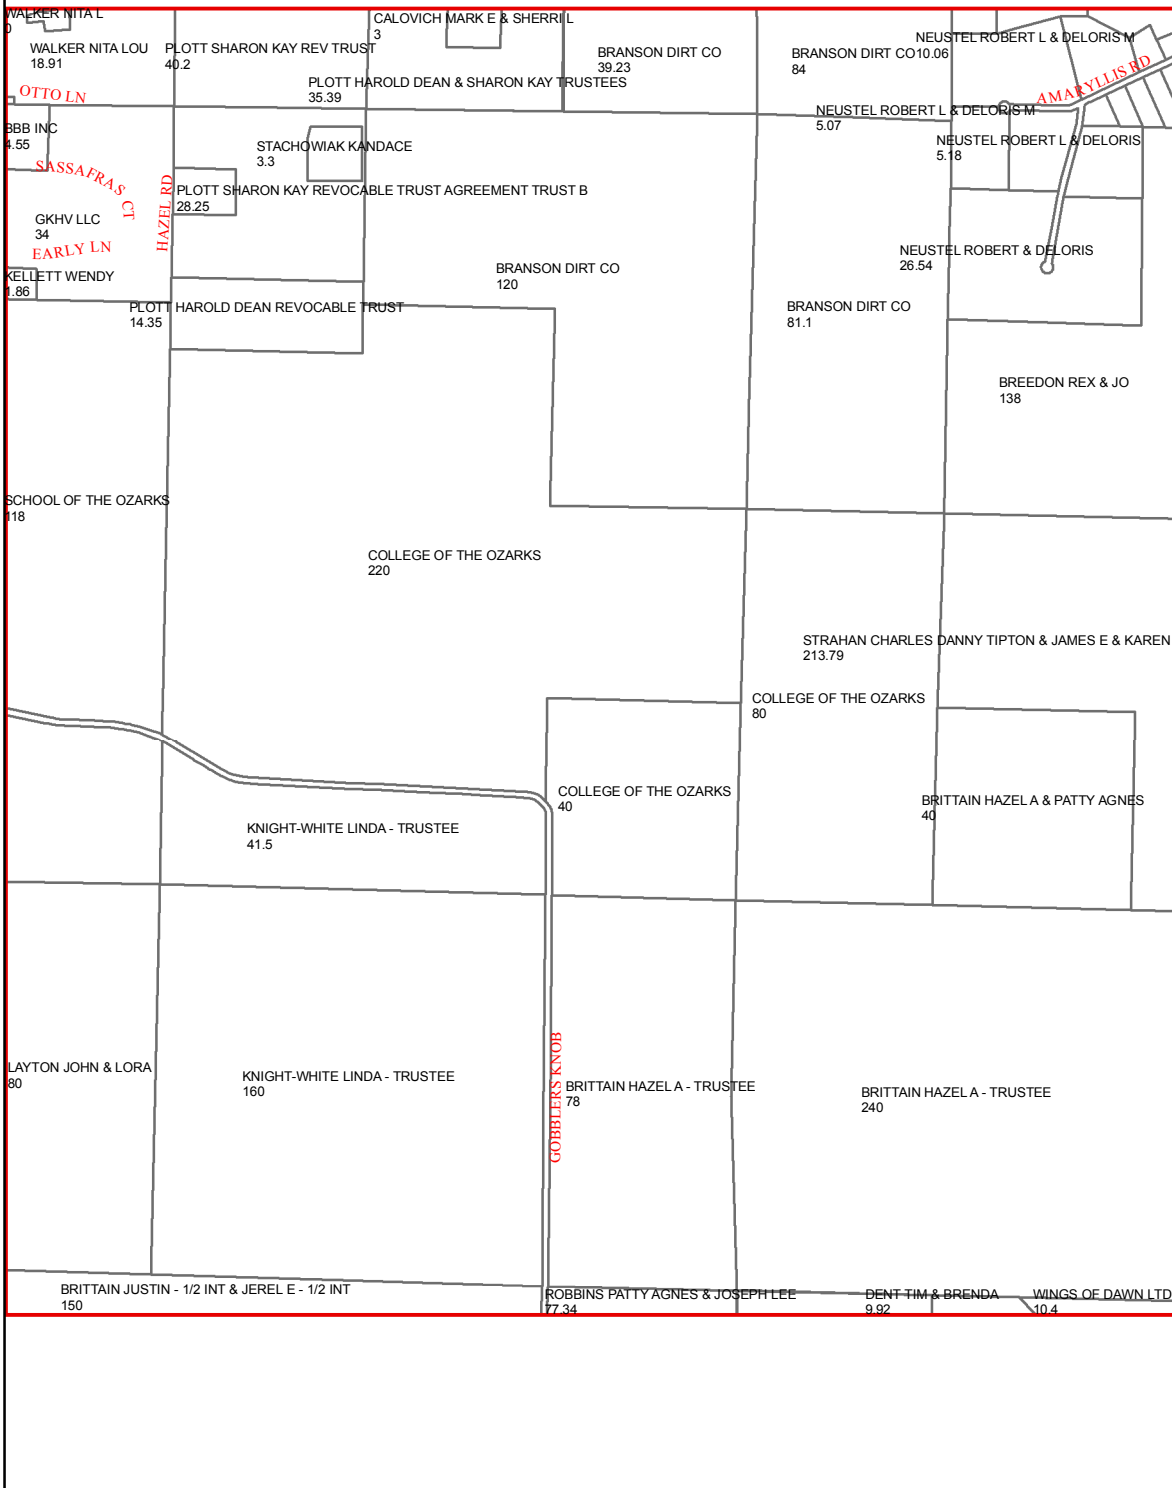 WALKER NITA L
0
CALOVICH MARK E & SHERRI L
3
WALKER NITA LOU
18.91
PLOTT SHARON KAY REV TRUST
40.2
BRANSON DIRT CO
39.23
BRANSON DIRT CO
84
NEUSTEL ROBERT L & DELORIS M
10.06
PLOTT HAROLD DEAN & SHARON KAY TRUSTEES
35.39
OTTO LN
AMARYLLIS RD
NEUSTEL ROBERT L & DELORIS M
5.07
BBB INC
4.55
STACHOWIAK KANDACE
3.3
NEUSTEL ROBERT L & DELORIS
5.18
SASSAFRAS CT
HAZEL RD
PLOTT SHARON KAY REVOCABLE TRUST AGREEMENT TRUST B
28.25
GKHV LLC
34
EARLY LN
NEUSTEL ROBERT & DELORIS
26.54
KELLETT WENDY
1.86
BRANSON DIRT CO
120
PLOTT HAROLD DEAN REVOCABLE TRUST
14.35
BRANSON DIRT CO
81.1
BREEDON REX & JO
138
SCHOOL OF THE OZARKS
118
COLLEGE OF THE OZARKS
220
STRAHAN CHARLES DANNY TIPTON & JAMES E & KAREN
213.79
COLLEGE OF THE OZARKS
80
COLLEGE OF THE OZARKS
40
BRITTAIN HAZEL A & PATTY AGNES
40
KNIGHT-WHITE LINDA - TRUSTEE
41.5
GOBBLERS KNOB
LAYTON JOHN & LORA
80
KNIGHT-WHITE LINDA - TRUSTEE
160
BRITTAIN HAZEL A - TRUSTEE
78
BRITTAIN HAZEL A - TRUSTEE
240
BRITTAIN JUSTIN - 1/2 INT & JEREL E - 1/2 INT
150
ROBBINS PATTY AGNES & JOSEPH LEE
77.34
DENT TIM & BRENDA
9.92
WINGS OF DAWN LTD
10.4